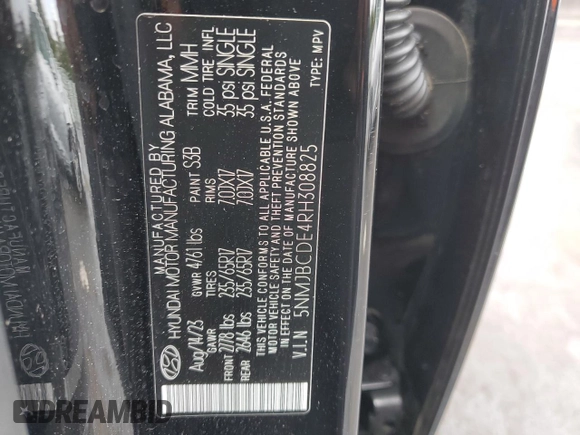 MANUFACTURED BY
HYUNDAI MOTOR MANUFACTURING ALABAMA, LLC
Aug/14/23 GVWR 4761 lbs PAINT S3B TRIM MMH
GAWR TIRES RIMS COLD TIRE INFL
FRONT 2778 lbs 235/65R17 7.0JX17 35 psi SINGLE
REAR 2646 lbs 235/65R17 7.0JX17 35 psi SINGLE
THIS VEHICLE CONFORMS TO ALL APPLICABLE U.S.A. FEDERAL
MOTOR VEHICLE SAFETY AND THEFT PREVENTION STANDARDS
IN EFFECT ON THE DATE OF MANUFACTURE SHOWN ABOVE
V.I.N 5NMJBCDE4RH308825 TYPE: MPV
DREAMBID